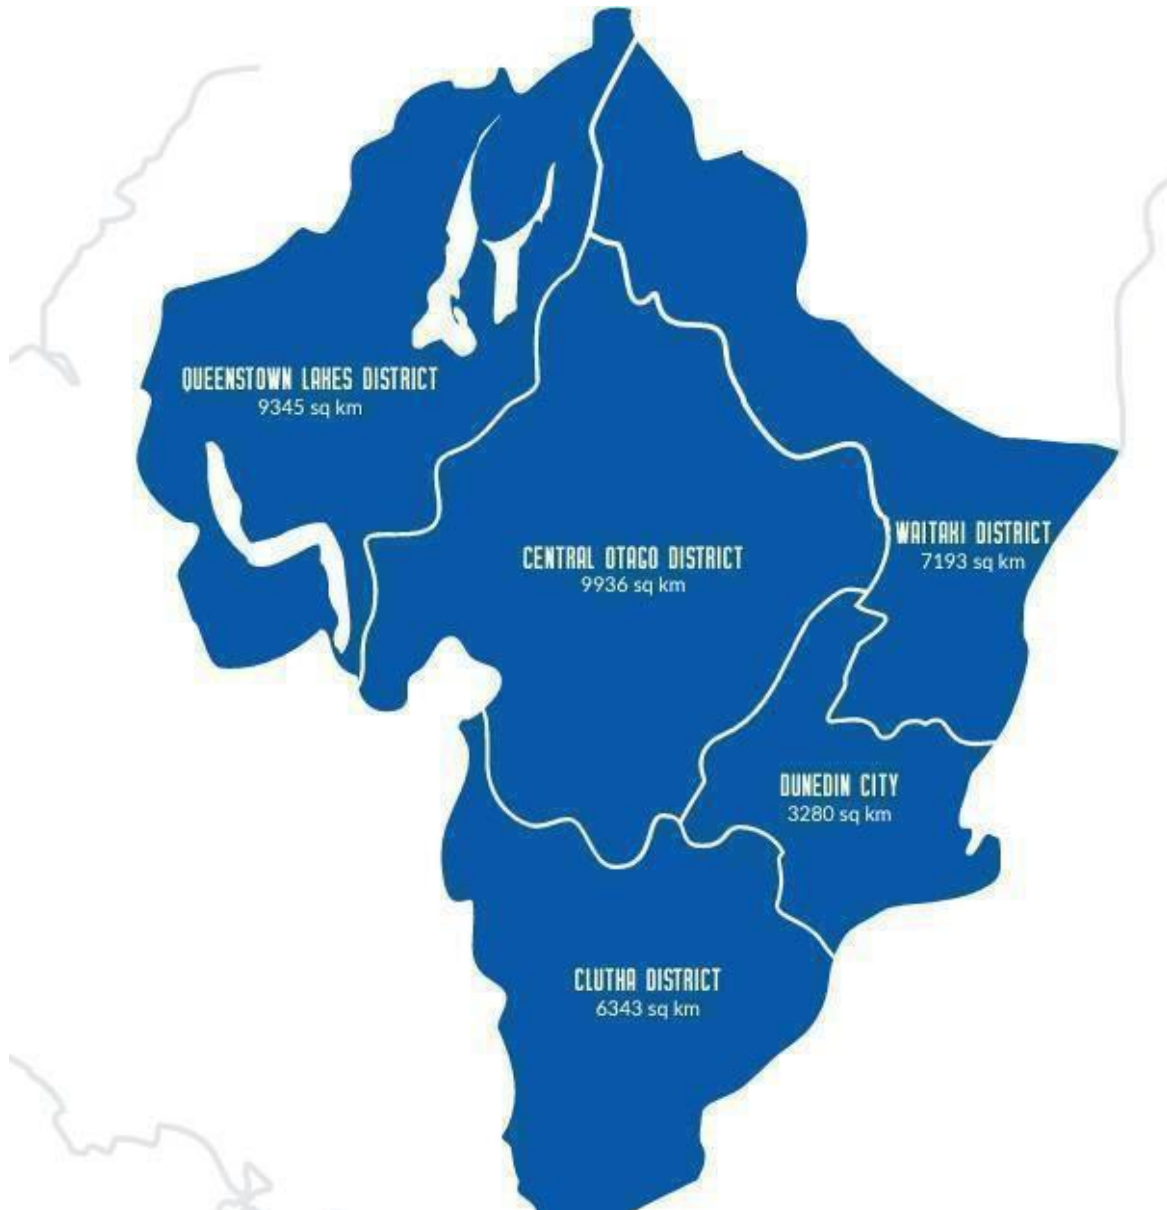 QUEENSTOWN LAKES DISTRICT
9345 sq km
CENTRAL OTAGO DISTRICT
9936 sq km
WAITAKI DISTRICT
7193 sq km
DUNEDIN CITY
3280 sq km
CLUTHA DISTRICT
6343 sq km